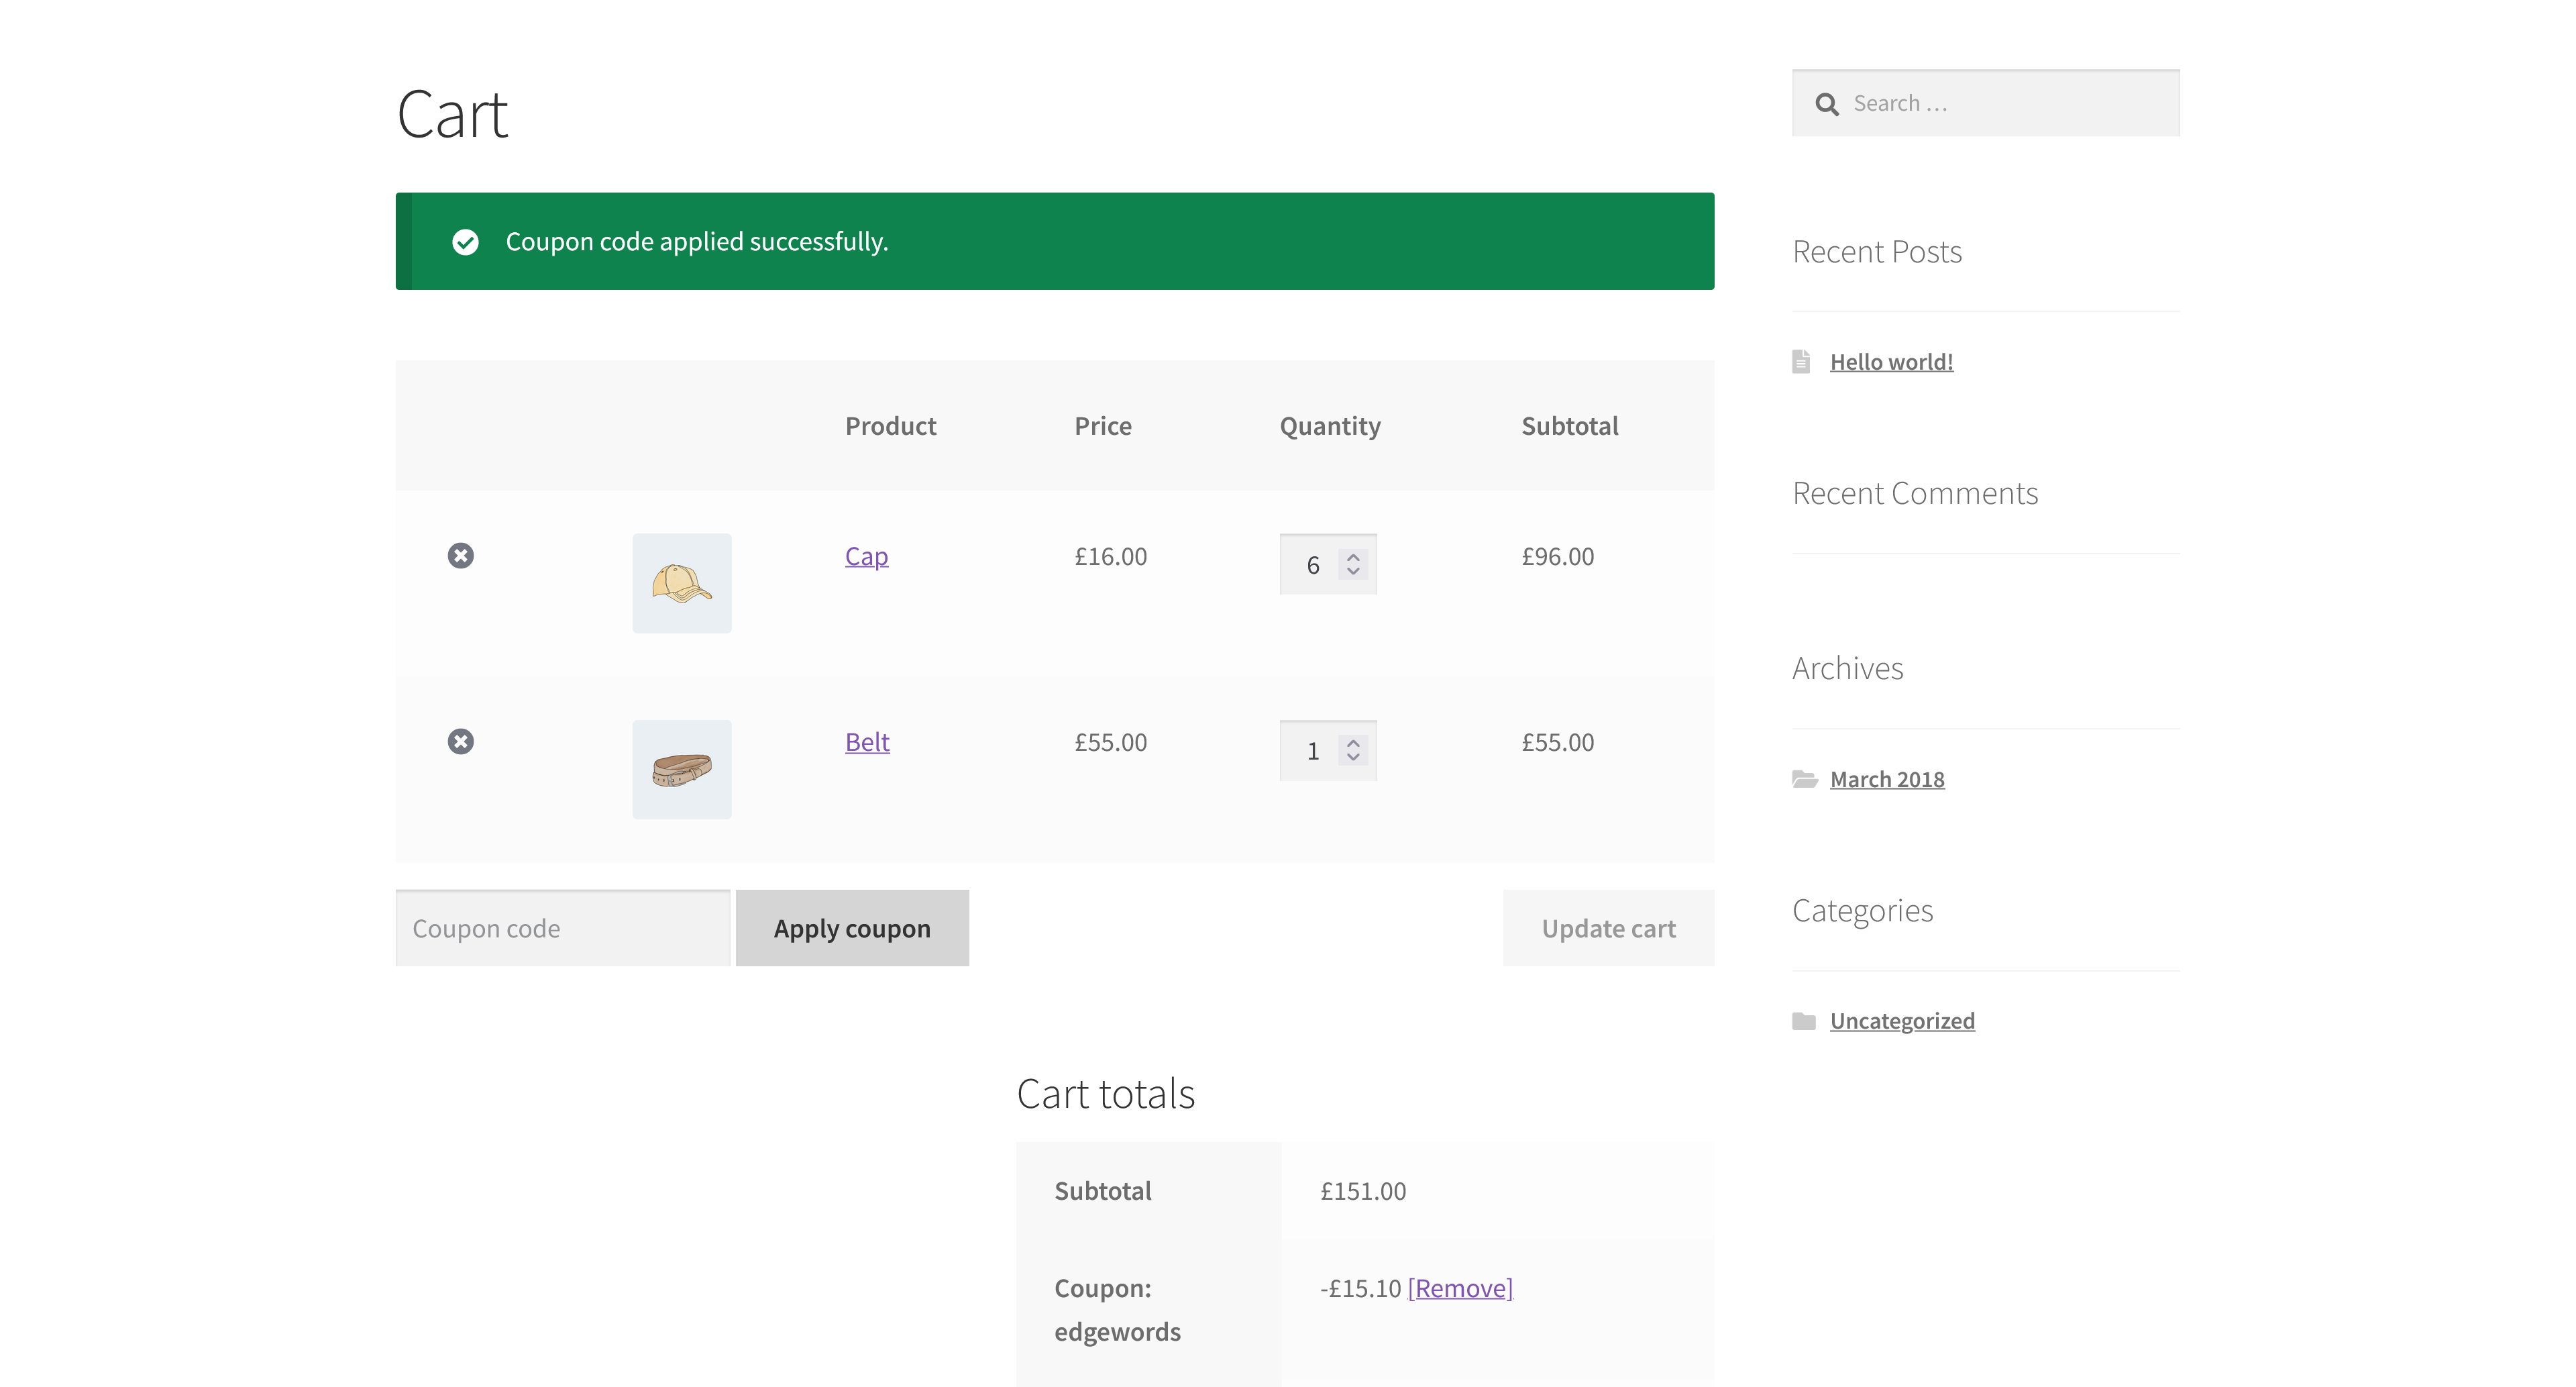 Cart
Coupon code applied successfully.
Product Price Quantity Subtotal
Cap £16.00 6 £96.00
Belt £55.00 1 £55.00
Coupon code Apply coupon Update cart
Cart totals
Subtotal £151.00
Coupon: -£15.10 [Remove]
edgewords
Search …
Recent Posts
Hello world!
Recent Comments
Archives
March 2018
Categories
Uncategorized